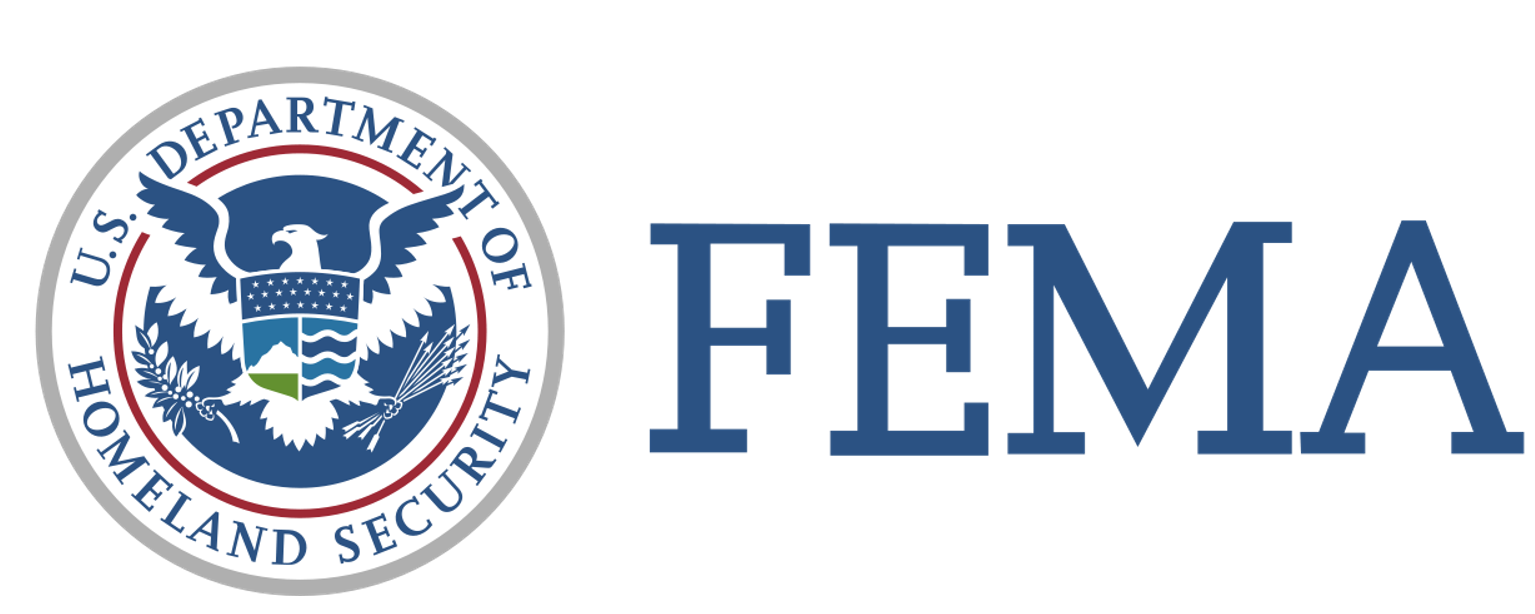 U.S. DEPARTMENT OF
HOMELAND SECURITY
FEMA